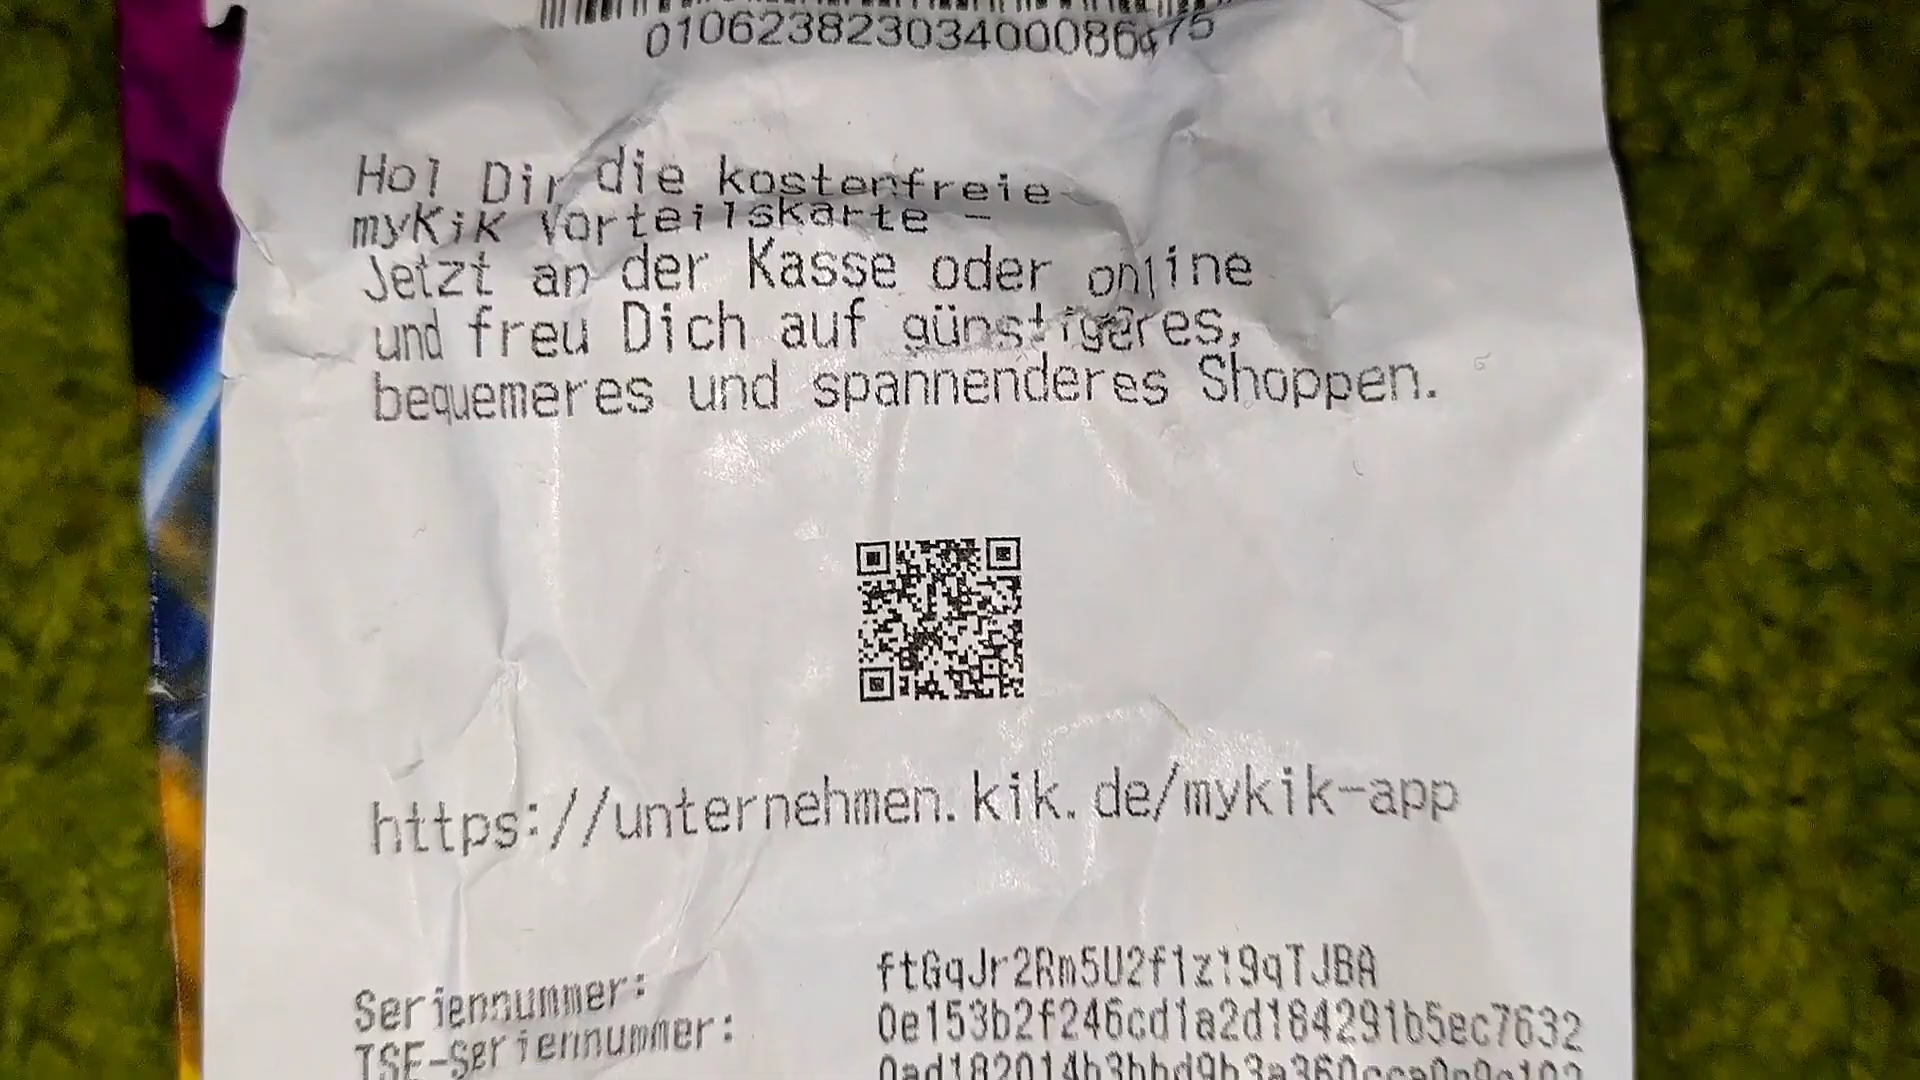 Hol Dir die kostenfreie
myKiK Vorteilskarte -
Jetzt an der Kasse oder online
und freu Dich auf günstigeres,
bequemeres und spannenderes Shoppen.
https://unternehmen.kik.de/mykik-app
Seriennummer: ftGqJr2Rm5U2f1z19qTJBA
TSE-Seriennummer: 0e153b2f246cd1a2d184291b5ec7632